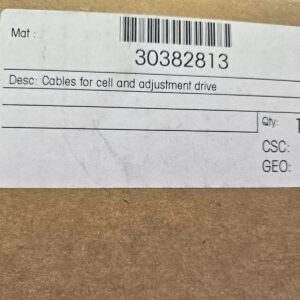 Mat :
30382813
Desc: Cables for cell and adjustment drive
Qty:
CSC:
GEO: